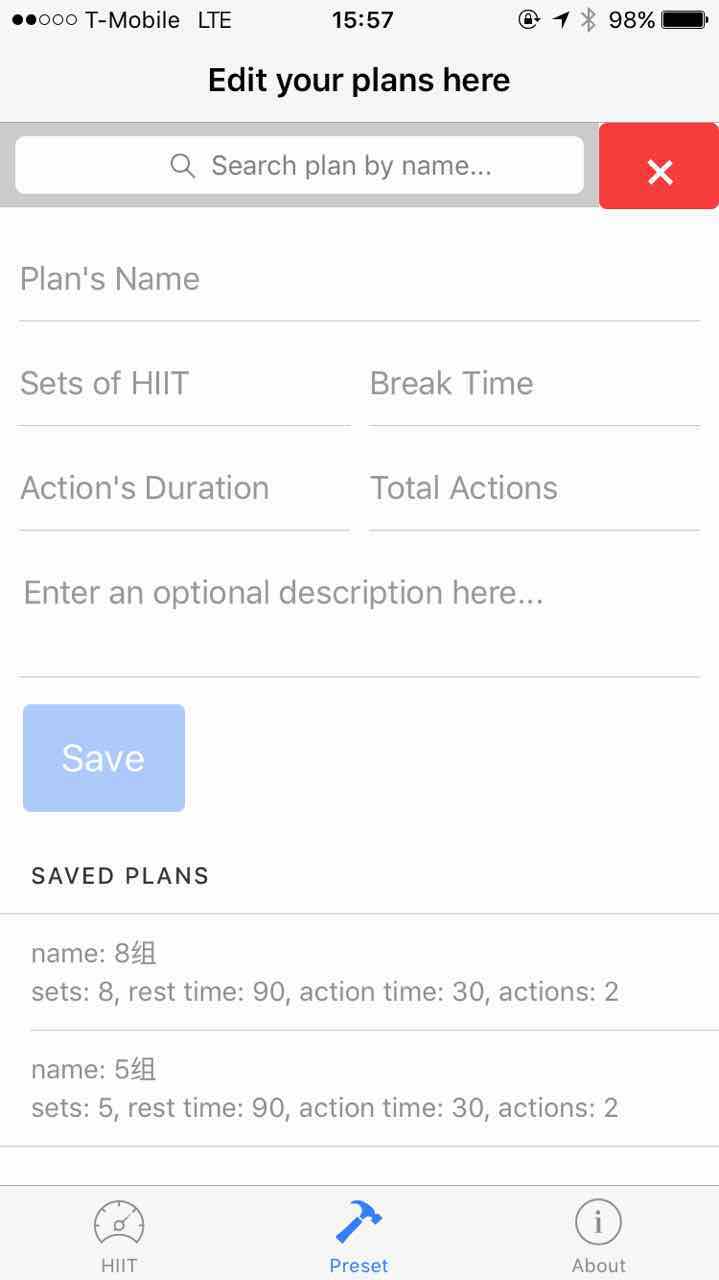 T-Mobile LTE 15:57 98%
Edit your plans here
Search plan by name...
Plan's Name
Sets of HIIT Break Time
Action's Duration Total Actions
Enter an optional description here...
Save
SAVED PLANS
name: 8组
sets: 8, rest time: 90, action time: 30, actions: 2
name: 5组
sets: 5, rest time: 90, action time: 30, actions: 2
HIIT Preset About